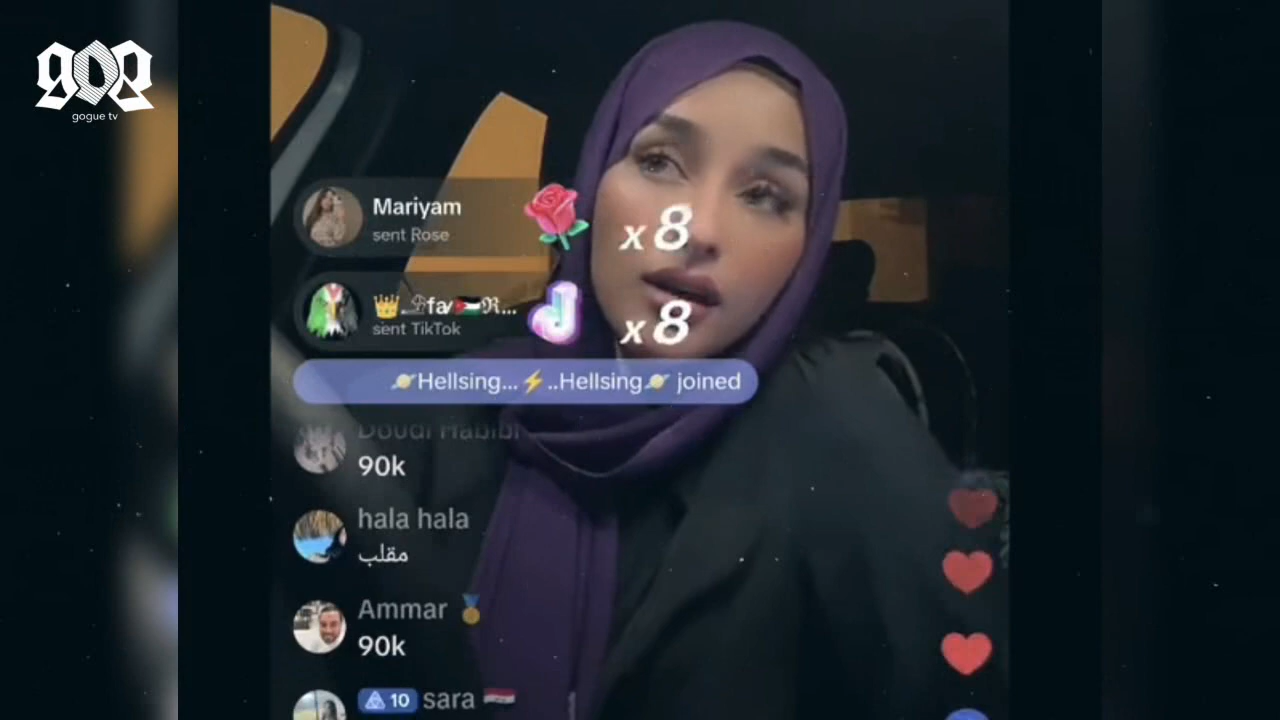 gog
gogue tv
Mariyam
sent Rose
x8
sent TikTok
x8
Hellsing... ..Hellsing joined
Doudi Habibi
90k
hala hala
مقلب
Ammar
90k
10 sara